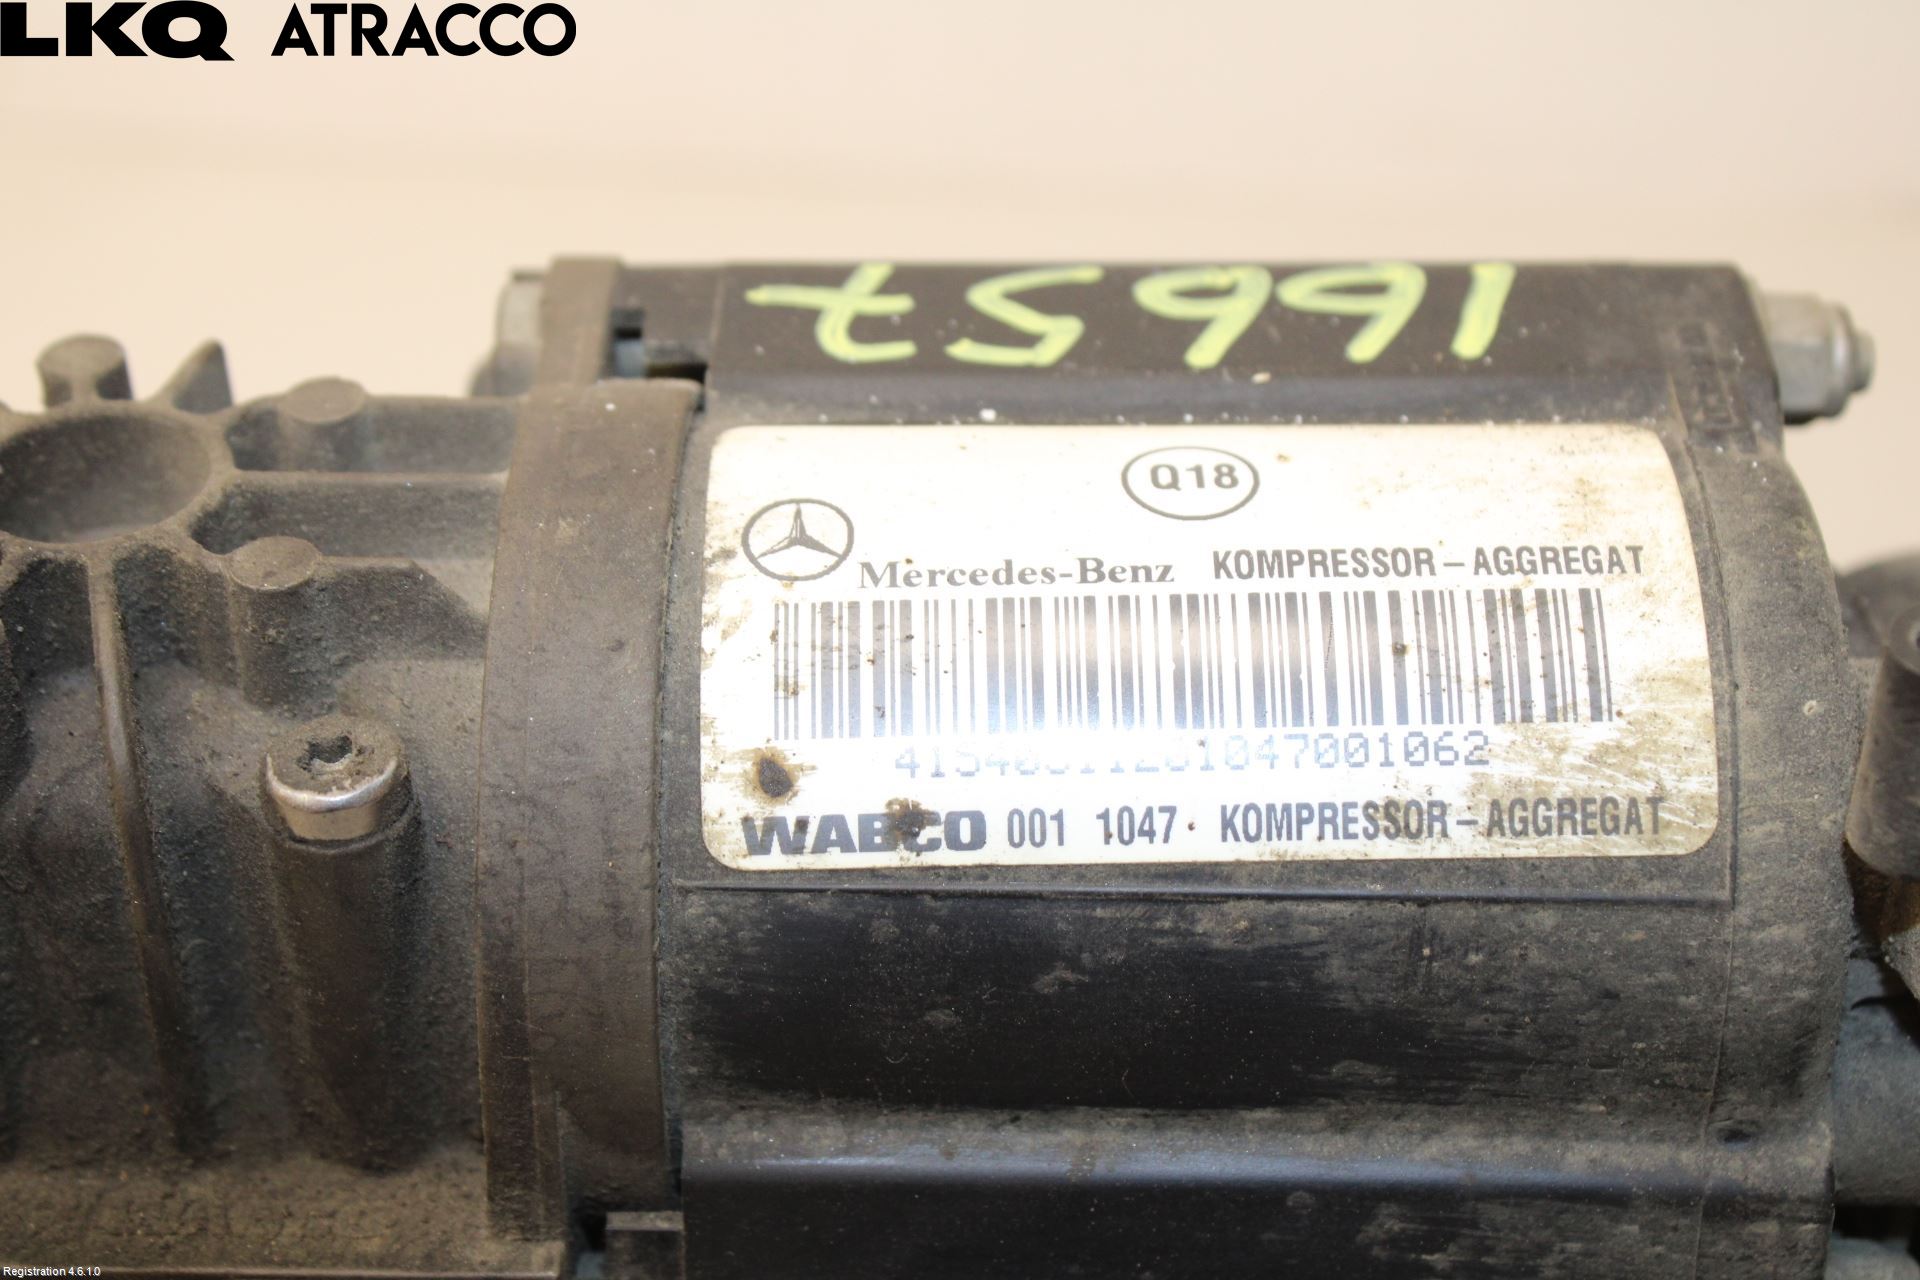 LKQ ATRACCO
16657
Q18
Mercedes-Benz KOMPRESSOR-AGGREGAT
WABCO 001 1047 KOMPRESSOR-AGGREGAT
Registration 4.6.1.0